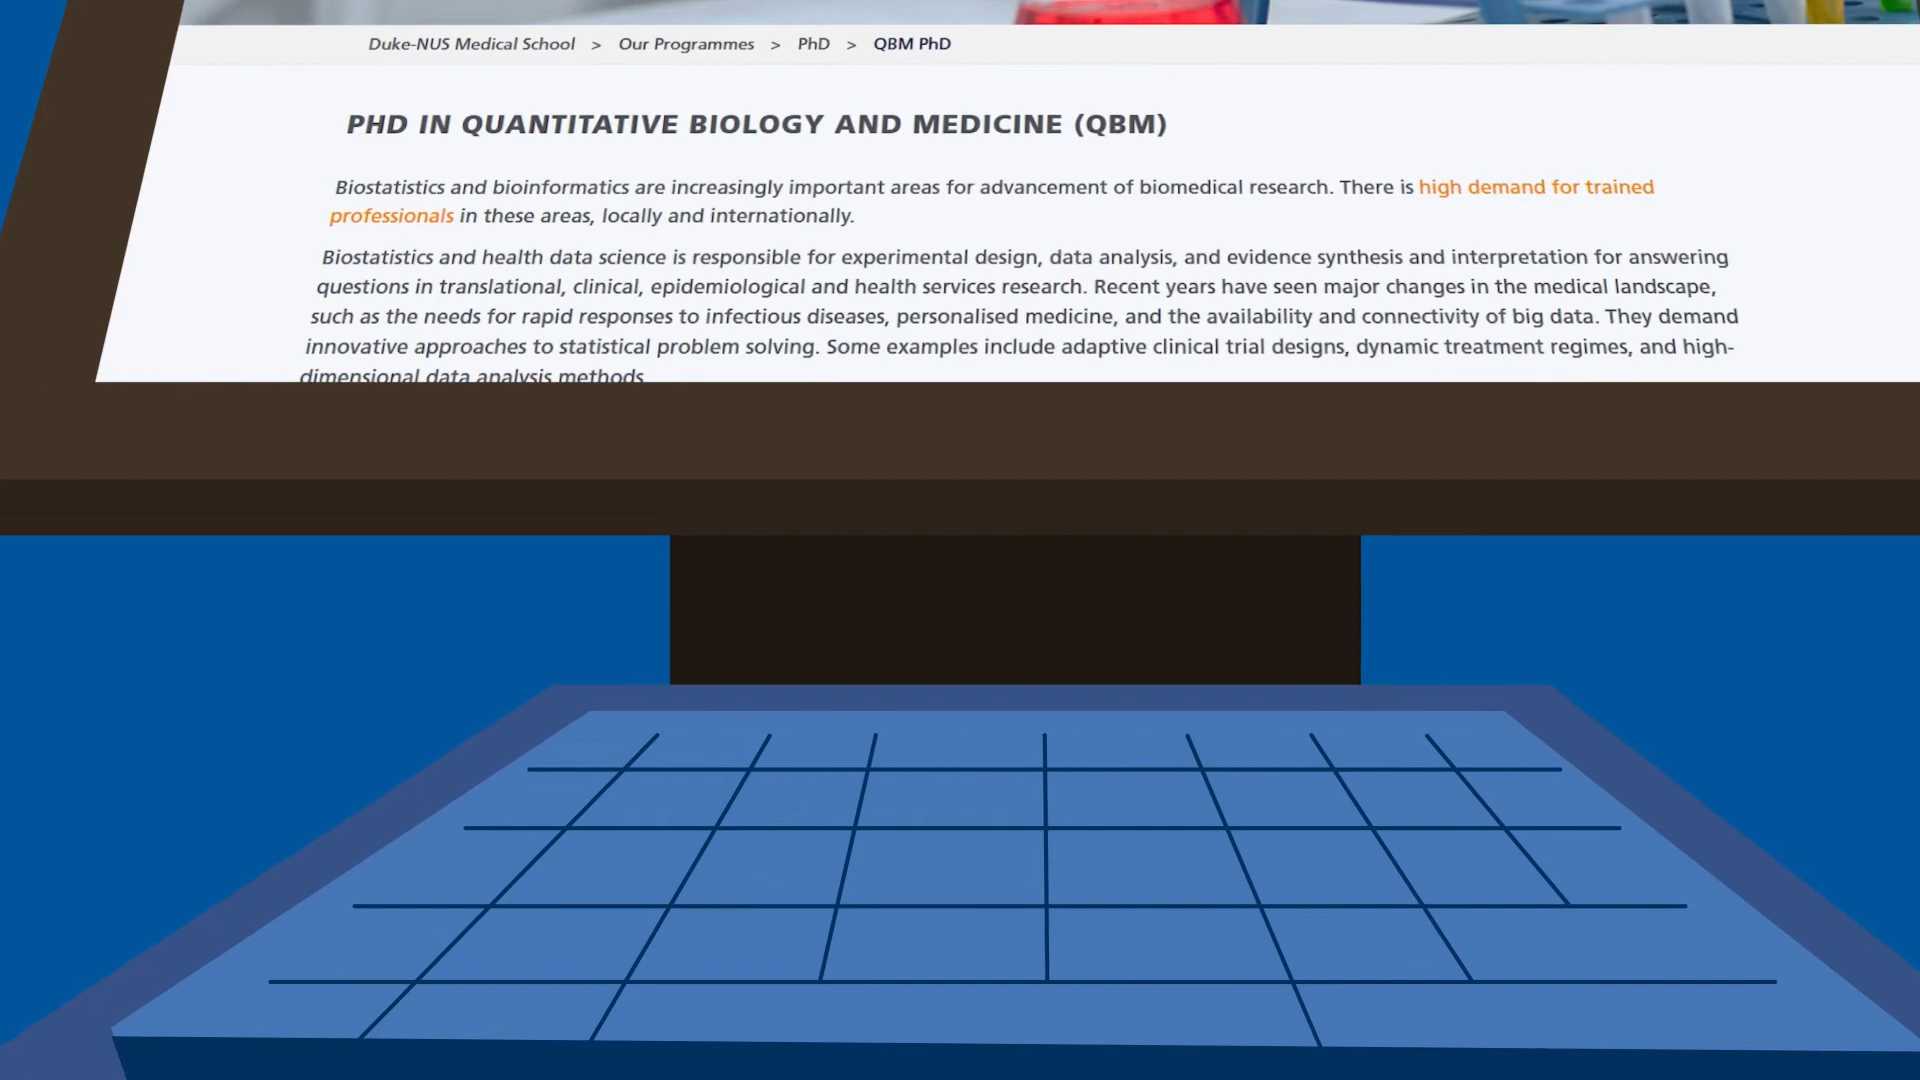 Duke-NUS Medical School > Our Programmes > PhD > QBM PhD
PHD IN QUANTITATIVE BIOLOGY AND MEDICINE (QBM)
Biostatistics and bioinformatics are increasingly important areas for advancement of biomedical research. There is high demand for trained
professionals in these areas, locally and internationally.
Biostatistics and health data science is responsible for experimental design, data analysis, and evidence synthesis and interpretation for answering
questions in translational, clinical, epidemiological and health services research. Recent years have seen major changes in the medical landscape,
such as the needs for rapid responses to infectious diseases, personalised medicine, and the availability and connectivity of big data. They demand
innovative approaches to statistical problem solving. Some examples include adaptive clinical trial designs, dynamic treatment regimes, and high-
dimensional data analysis methods